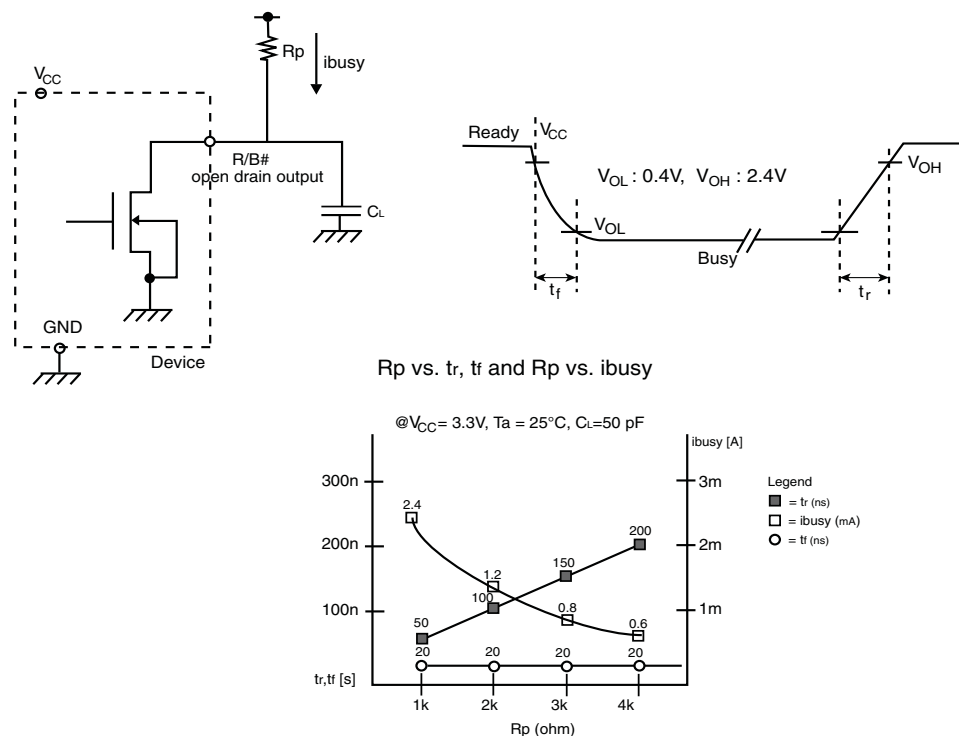 Rp
ibusy
VCC
R/B#
open drain output
CL
GND
Device
Ready
VCC
VOL : 0.4V, VOH : 2.4V
VOH
VOL
Busy
tf
tr
Rp vs. tr, tf and Rp vs. ibusy
@VCC = 3.3V, Ta = 25°C, CL=50 pF
ibusy [A]
300n
200n
100n
tr,tf [s]
3m
2m
1m
2.4
1.2
0.8
0.6
50
100
150
200
20
20
20
20
1k
2k
3k
4k
Rp (ohm)
Legend
= tr (ns)
= ibusy (mA)
= tf (ns)